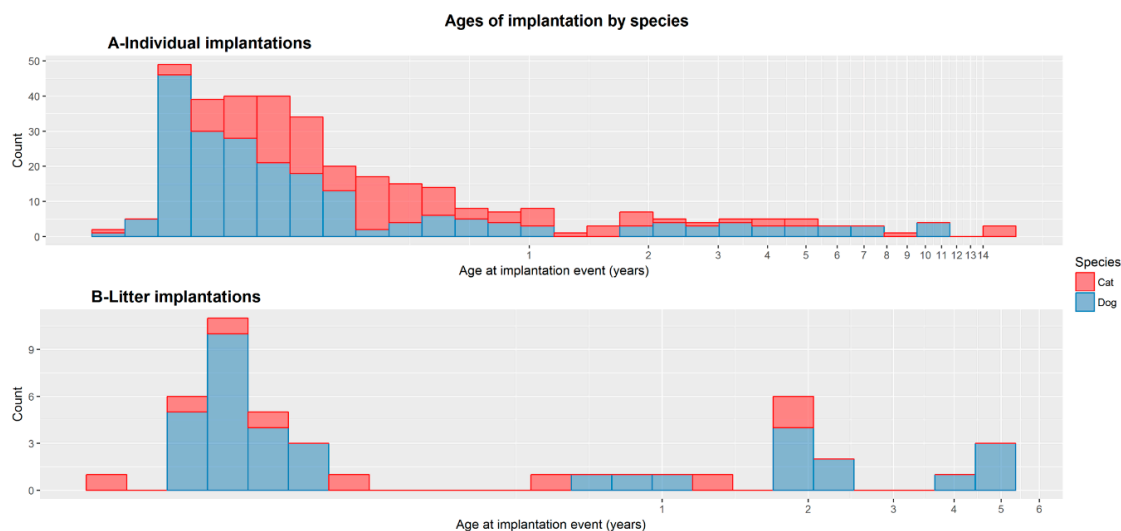 Ages of implantation by species
A-Individual implantations
50
40
30
20
10
0
Count
1 2 3 4 5 6 7 8 9 10 11 12 13 14
Age at implantation event (years)
Species
Cat
Dog
B-Litter implantations
9
6
3
0
Count
1 2 3 4 5 6
Age at implantation event (years)